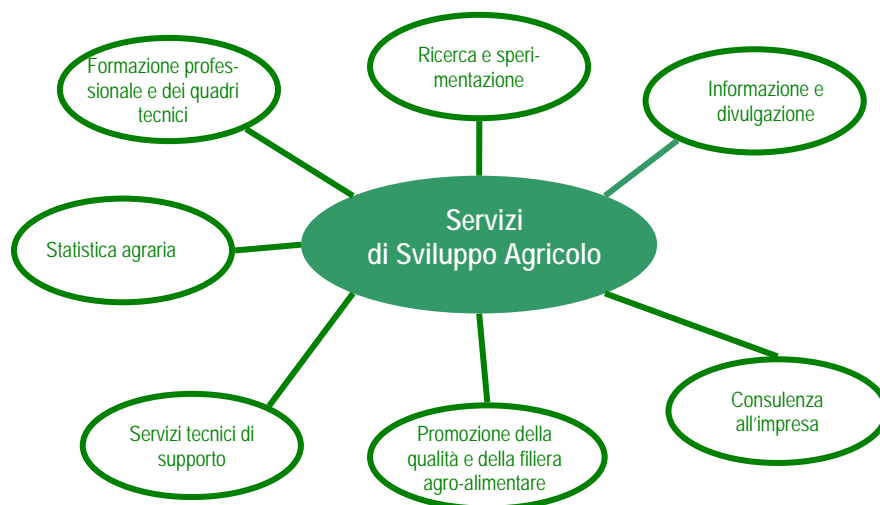 Formazione profes-
sionale e dei quadri
tecnici
Ricerca e speri-
mentazione
Informazione e
divulgazione
Servizi
di Sviluppo Agricolo
Statistica agraria
Consulenza
all'impresa
Servizi tecnici di
supporto
Promozione della
qualità e della filiera
agro-alimentare